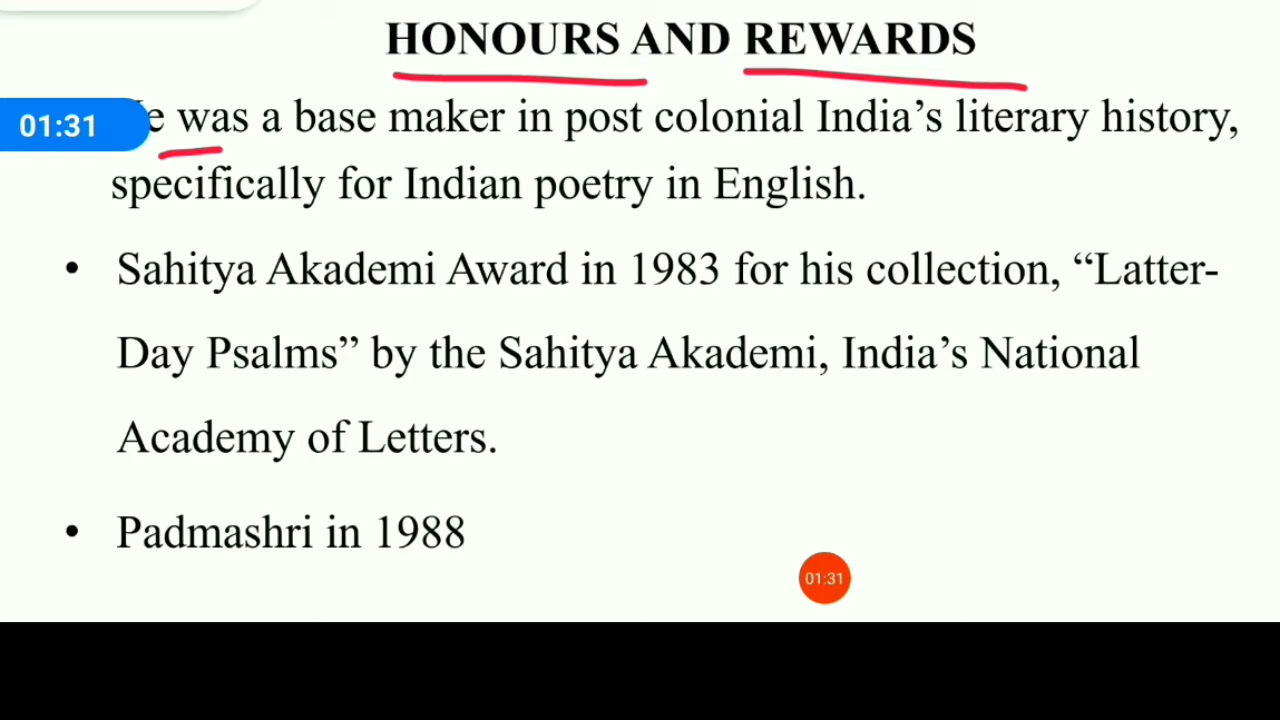 HONOURS AND REWARDS
01:31
was a base maker in post colonial India’s literary history,
specifically for Indian poetry in English.
• Sahitya Akademi Award in 1983 for his collection, “Latter-
Day Psalms” by the Sahitya Akademi, India’s National
Academy of Letters.
• Padmashri in 1988
01:31